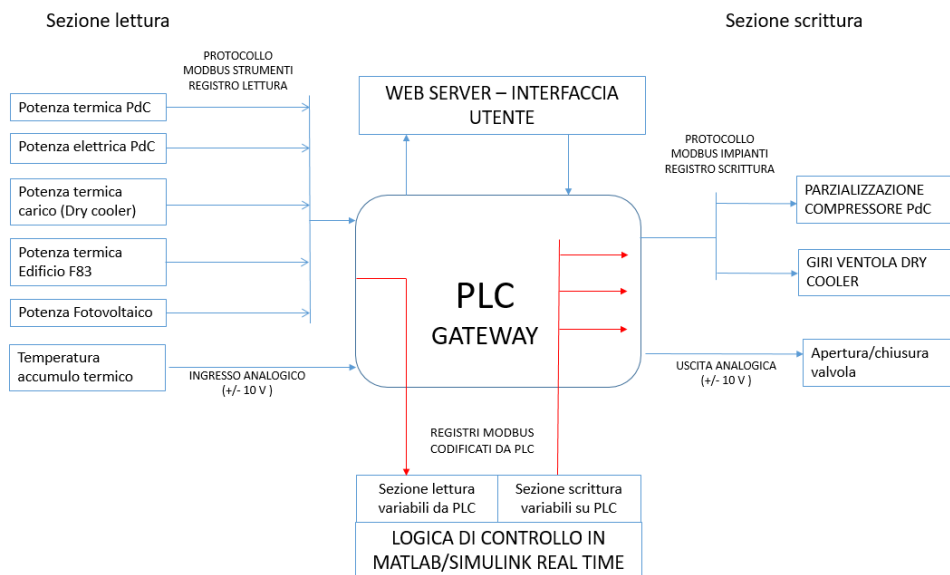 Sezione lettura
Sezione scrittura
PROTOCOLLO
MODBUS STRUMENTI
REGISTRO LETTURA
Potenza termica PdC
Potenza elettrica PdC
Potenza termica
carico (Dry cooler)
Potenza termica
Edificio F83
Potenza Fotovoltaico
Temperatura
accumulo termico
INGRESSO ANALOGICO
(+/- 10 V )
WEB SERVER – INTERFACCIA
UTENTE
PLC
GATEWAY
PROTOCOLLO
MODBUS IMPIANTI
REGISTRO SCRITTURA
PARZIALIZZAZIONE
COMPRESSORE PdC
GIRI VENTOLA DRY
COOLER
USCITA ANALOGICA
(+/- 10 V )
Apertura/chiusura
valvola
REGISTRI MODBUS
CODIFICATI DA PLC
Sezione lettura
variabili da PLC
Sezione scrittura
variabili su PLC
LOGICA DI CONTROLLO IN
MATLAB/SIMULINK REAL TIME